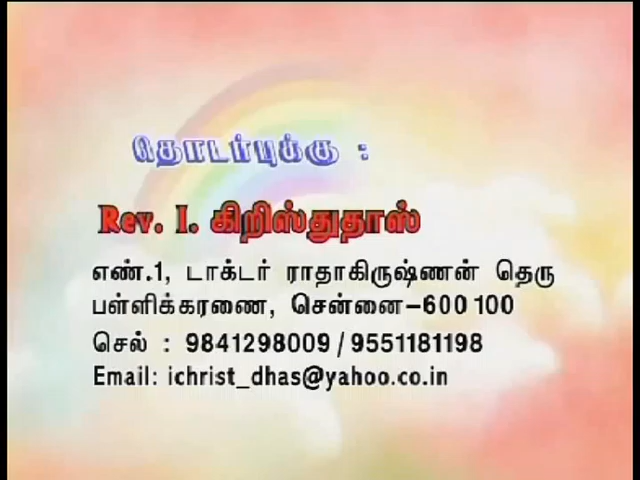 தொடர்புக்கு :
Rev. I. கிறிஸ்துதாஸ்
எண்.1, டாக்டர் ராதாகிருஷ்ணன் தெரு
பள்ளிக்கரணை, சென்னை–600 100
செல் : 9841298009 / 9551181198
Email: ichrist_dhas@yahoo.co.in